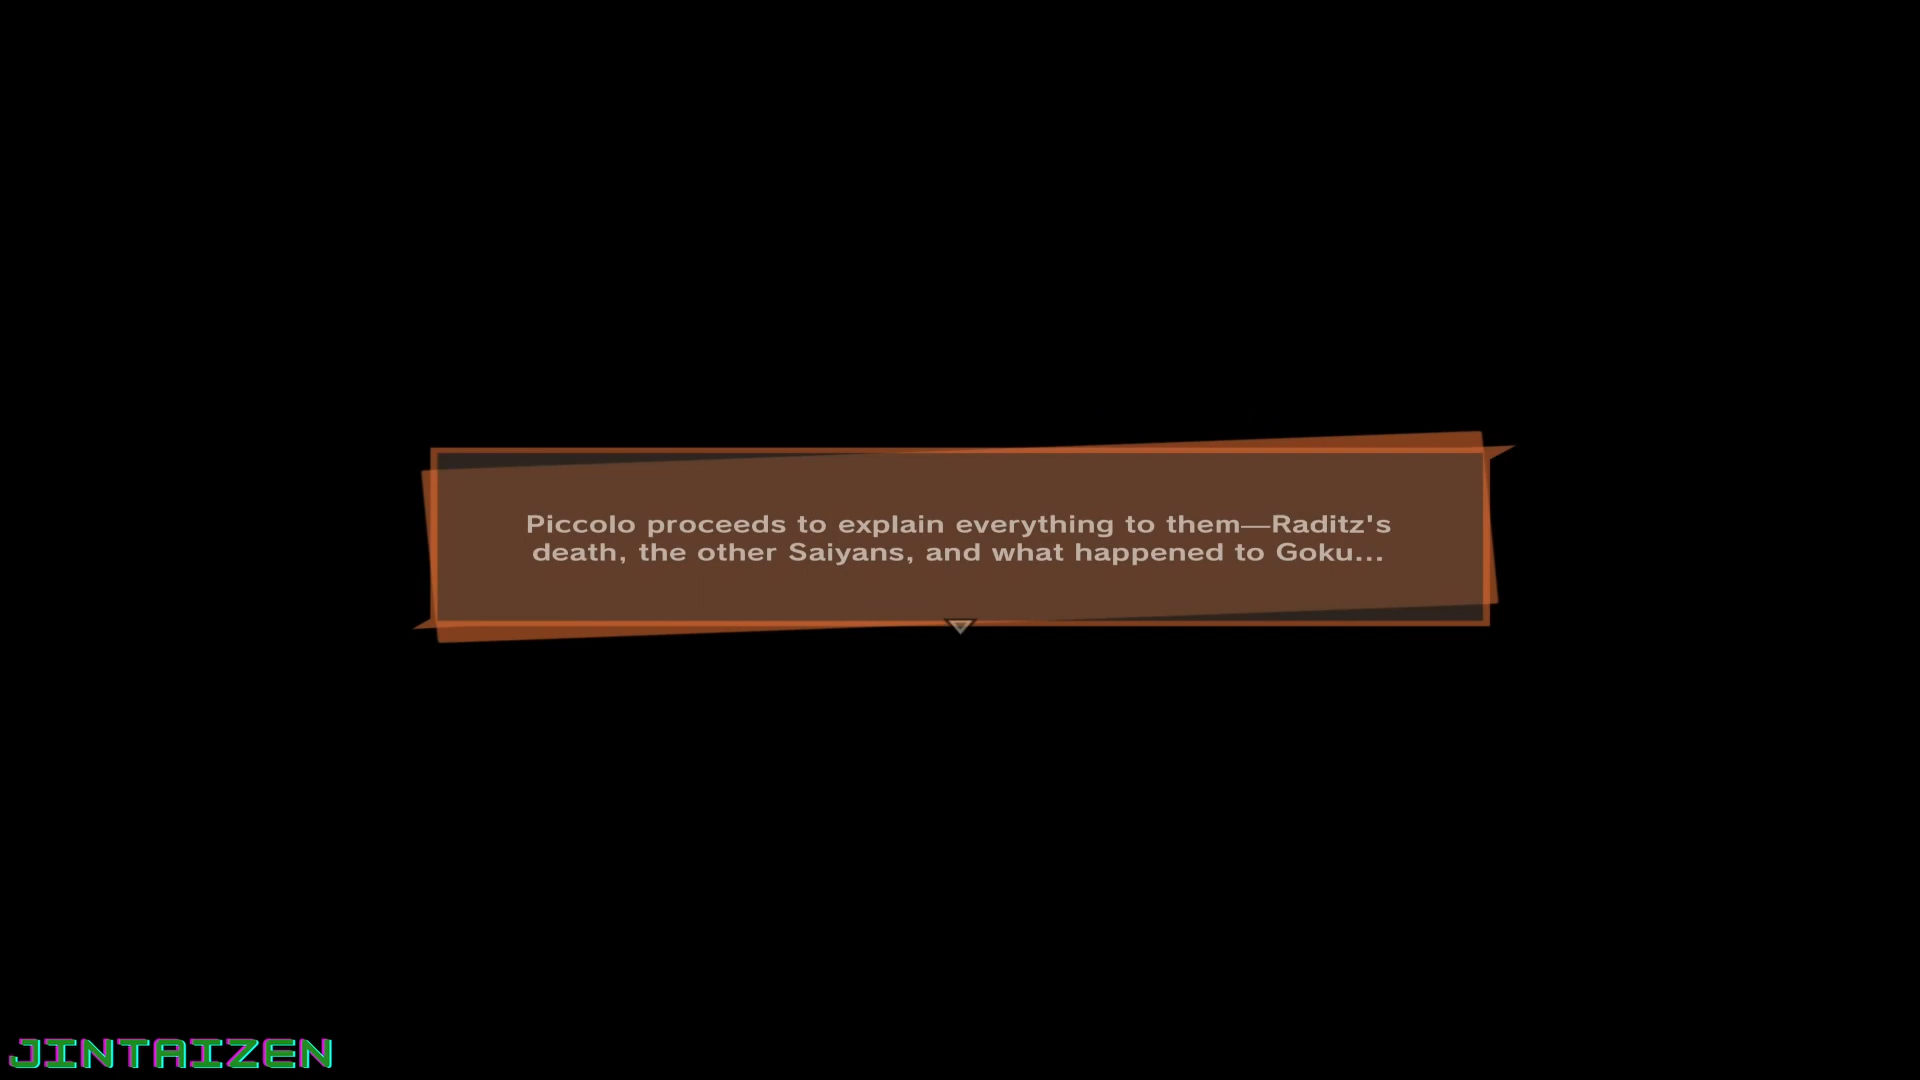 Piccolo proceeds to explain everything to them—Raditz's
death, the other Saiyans, and what happened to Goku...
JINTAIZEN